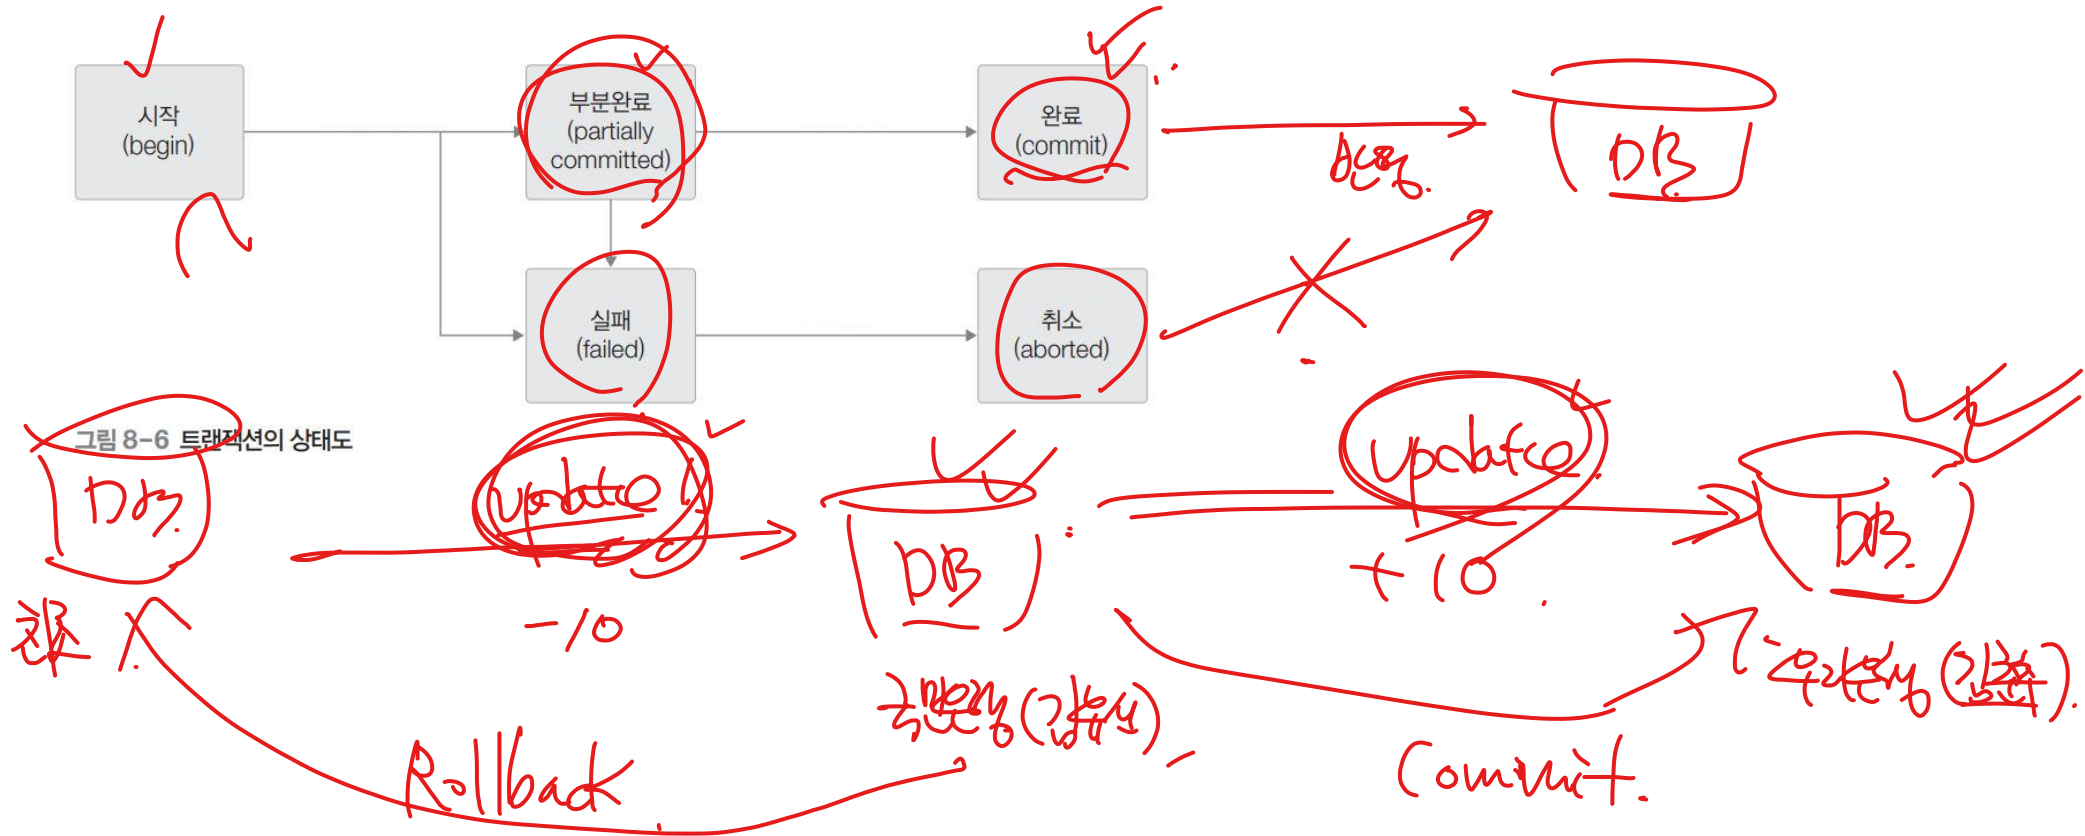 시작
(begin)
부분완료
(partially
committed)
완료
(commit)
반영.
DB
실패
(failed)
취소
(aborted)
그림 8-6 트랜잭션의 상태도
DB
update
-10
DB
update
+10
DB
Rollback
Commit.